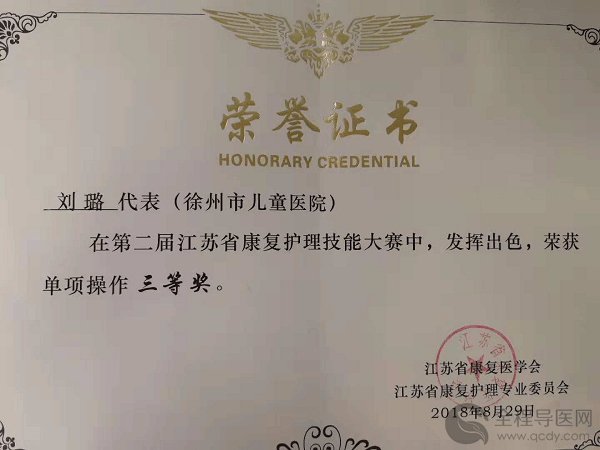 荣誉证书
HONORARY CREDENTIAL
刘璐 代表（徐州市儿童医院）
在第二届江苏省康复护理技能大赛中，发挥出色，荣获
单项操作 三等奖。
江苏省康复医学会
江苏省康复护理专业委员会
2018年8月29日
全程导医网
www.qcdy.com